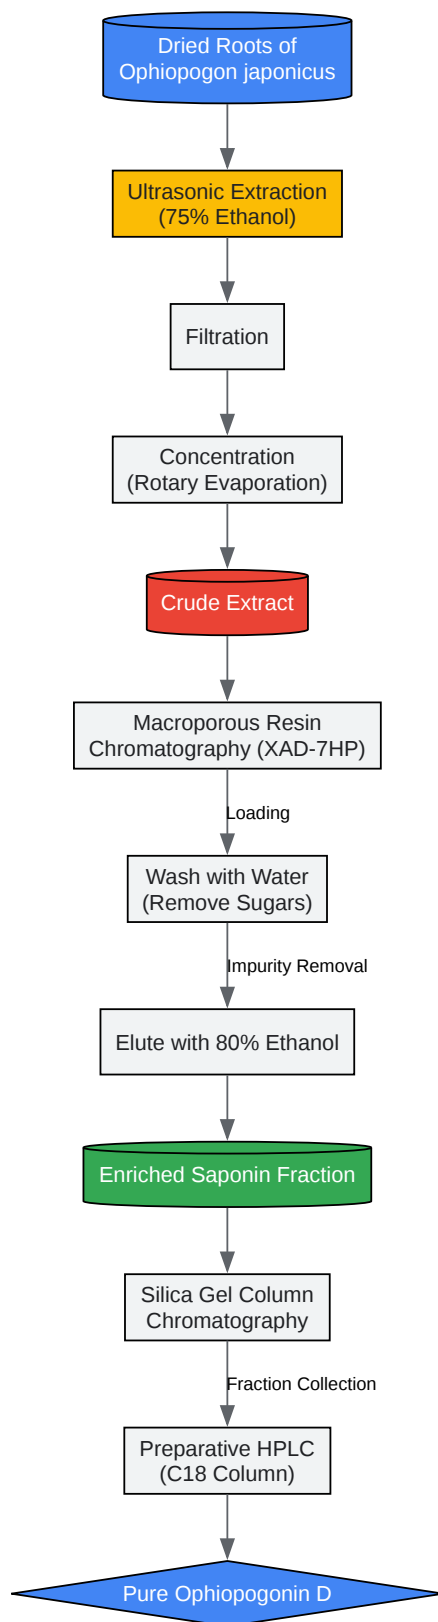 Dried Roots of
Ophiopogon japonicus
Ultrasonic Extraction
(75% Ethanol)
Filtration
Concentration
(Rotary Evaporation)
Crude Extract
Macroporous Resin
Chromatography (XAD-7HP)
Loading
Wash with Water
(Remove Sugars)
Impurity Removal
Elute with 80% Ethanol
Enriched Saponin Fraction
Silica Gel Column
Chromatography
Fraction Collection
Preparative HPLC
(C18 Column)
Pure Ophiopogonin D